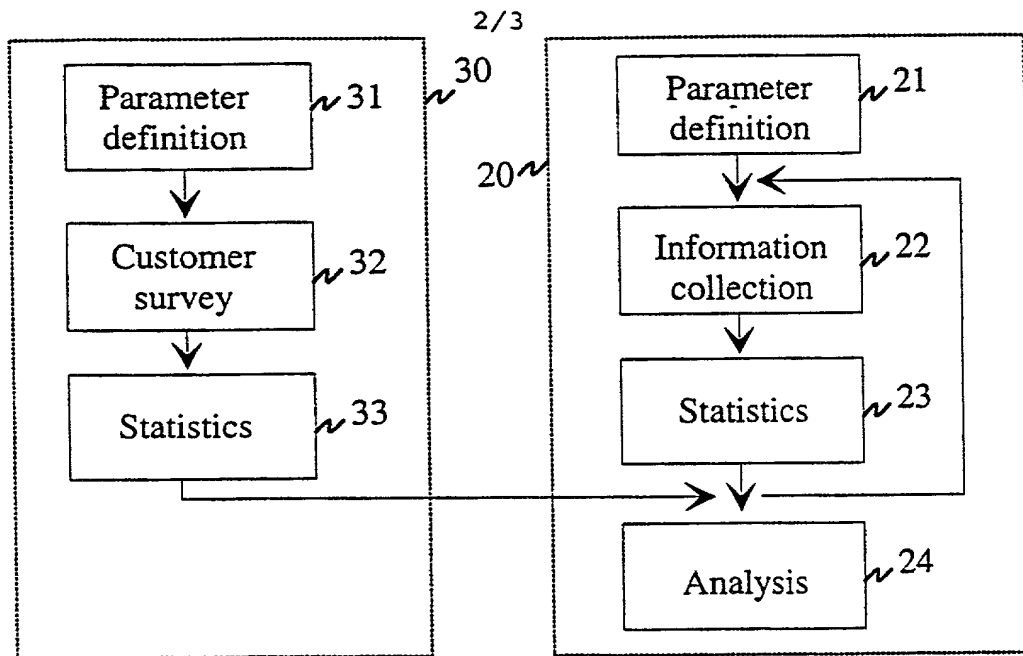 2/3
30
Parameter
definition
31
Customer
survey
32
Statistics
33
20
Parameter
definition
21
Information
collection
22
Statistics
23
Analysis
24